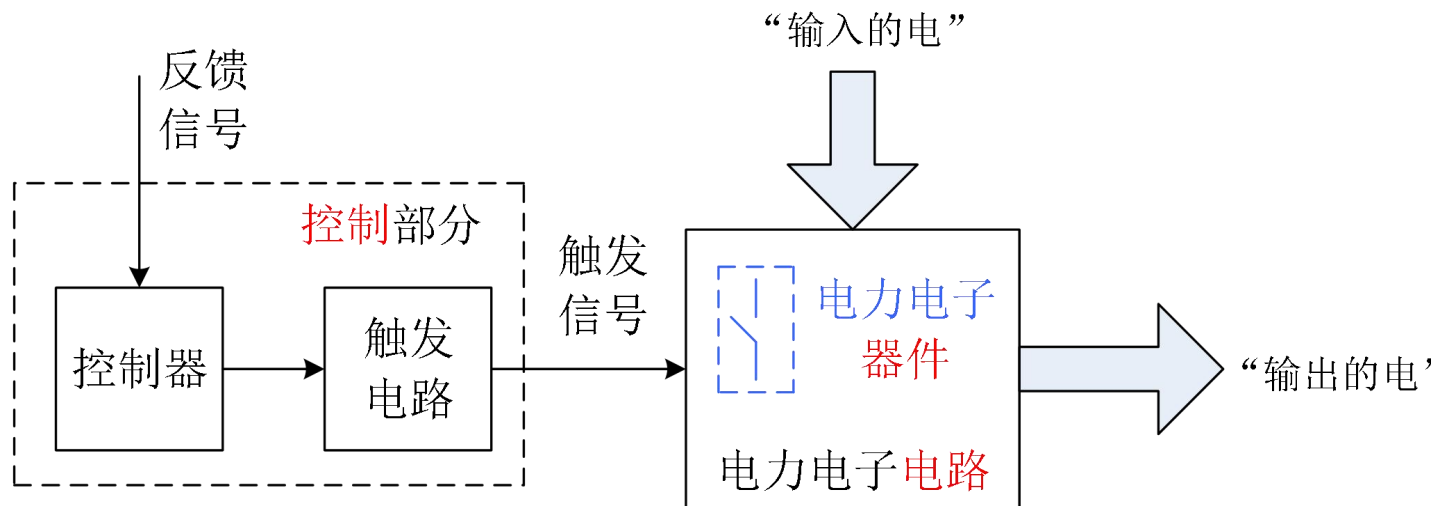 “输入的电”
反馈
信号
控制部分
触发
信号
控制器
触发
电路
电力电子
器件
电力电子电路
“输出的电’